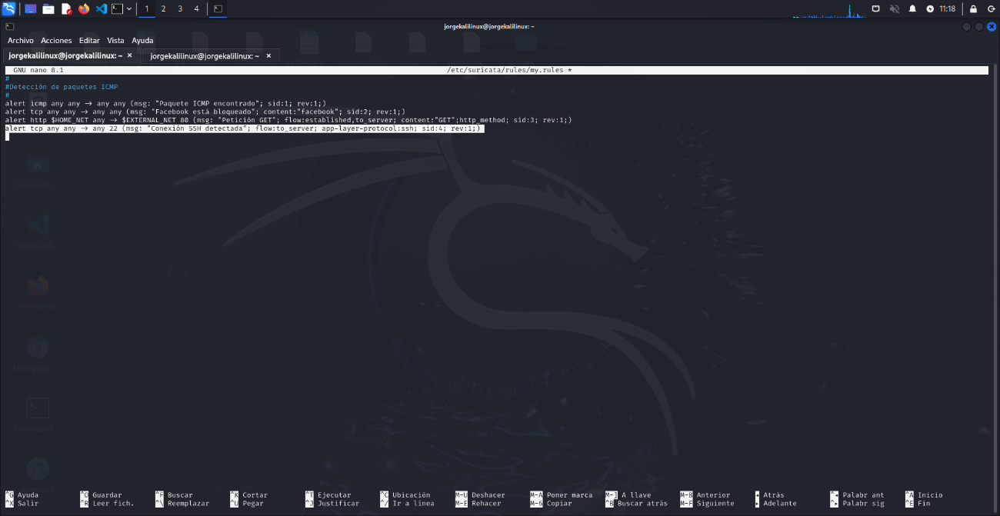 1 2 3 4 11:18
jorgekalilinux@jorgekalilinux: ~
Archivo Acciones Editar Vista Ayuda
jorgekalilinux@jorgekalilinux: ~ × jorgekalilinux@jorgekalilinux: ~ ×
GNU nano 8.1 /etc/suricata/rules/my.rules *
#
#Detección de paquetes ICMP
#
alert icmp any any -> any any (msg: "Paquete ICMP encontrado"; sid:1; rev:1;)
alert tcp any any -> any any (msg: "Facebook está bloqueado"; content:"facebook"; sid:2; rev:1;)
alert http $HOME_NET any -> $EXTERNAL_NET 80 (msg: "Petición GET"; flow:established,to_server; content:"GET";http_method; sid:3; rev:1;)
alert tcp any any -> any 22 (msg: "Conexión SSH detectada"; flow:to_server; app-layer-protocol:ssh; sid:4; rev:1;)
^G Ayuda ^O Guardar ^F Buscar ^K Cortar ^T Ejecutar ^C Ubicación M-U Deshacer M-A Poner marca M-] A llave M-B Anterior ◂ Atrás ^◂ Palabr ant ^A Inicio
^X Salir ^R Leer fich. ^\ Reemplazar ^U Pegar ^J Justificar ^/ Ir a línea M-E Rehacer M-6 Copiar ^B Buscar atrás M-F Siguiente ▸ Adelante ^▸ Palabr sig ^E Fin